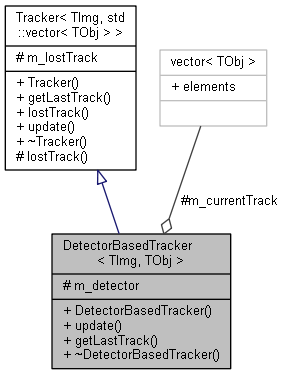 Tracker< TImg, std
::vector< TObj > >
# m_lostTrack
+ Tracker()
+ getLastTrack()
+ lostTrack()
+ update()
+ ~Tracker()
# lostTrack()
vector< TObj >
+ elements
#m_currentTrack
DetectorBasedTracker
< TImg, TObj >
# m_detector
+ DetectorBasedTracker()
+ update()
+ getLastTrack()
+ ~DetectorBasedTracker()